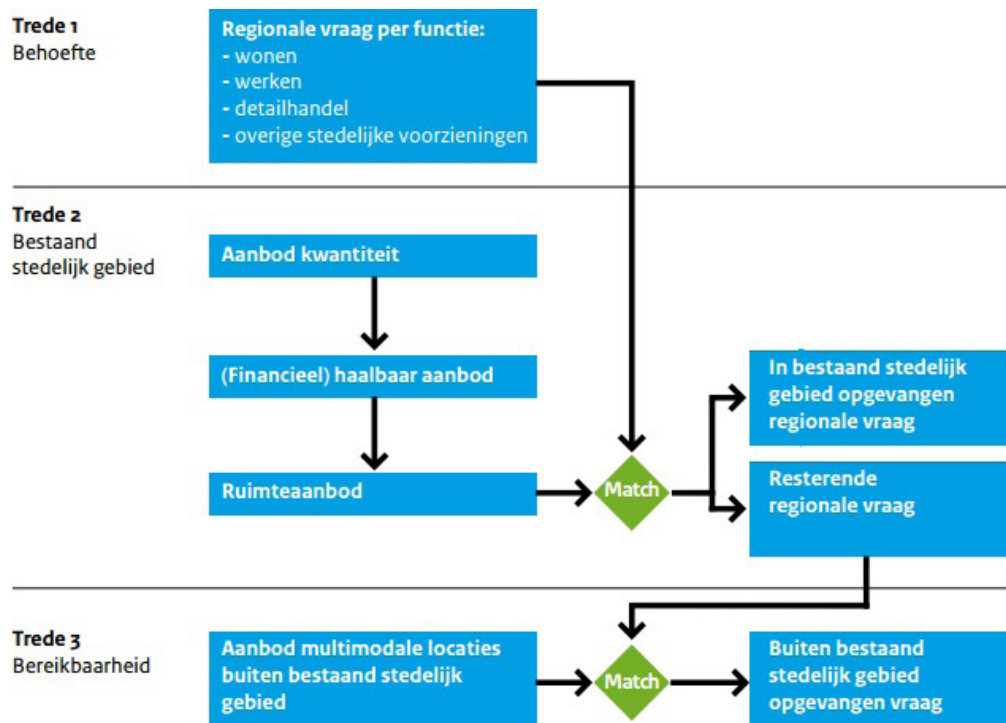 Trede 1
Behoefte
Regionale vraag per functie:
- wonen
- werken
- detailhandel
- overige stedelijke voorzieningen
Trede 2
Bestaand
stedelijk gebied
Aanbod kwantiteit
(Financieel) haalbaar aanbod
Ruimteaanbod
Match
In bestaand stedelijk
gebied opgevangen
regionale vraag
Resterende
regionale vraag
Trede 3
Bereikbaarheid
Aanbod multimodale locaties
buiten bestaand stedelijk
gebied
Match
Buiten bestaand
stedelijk gebied
opgevangen vraag